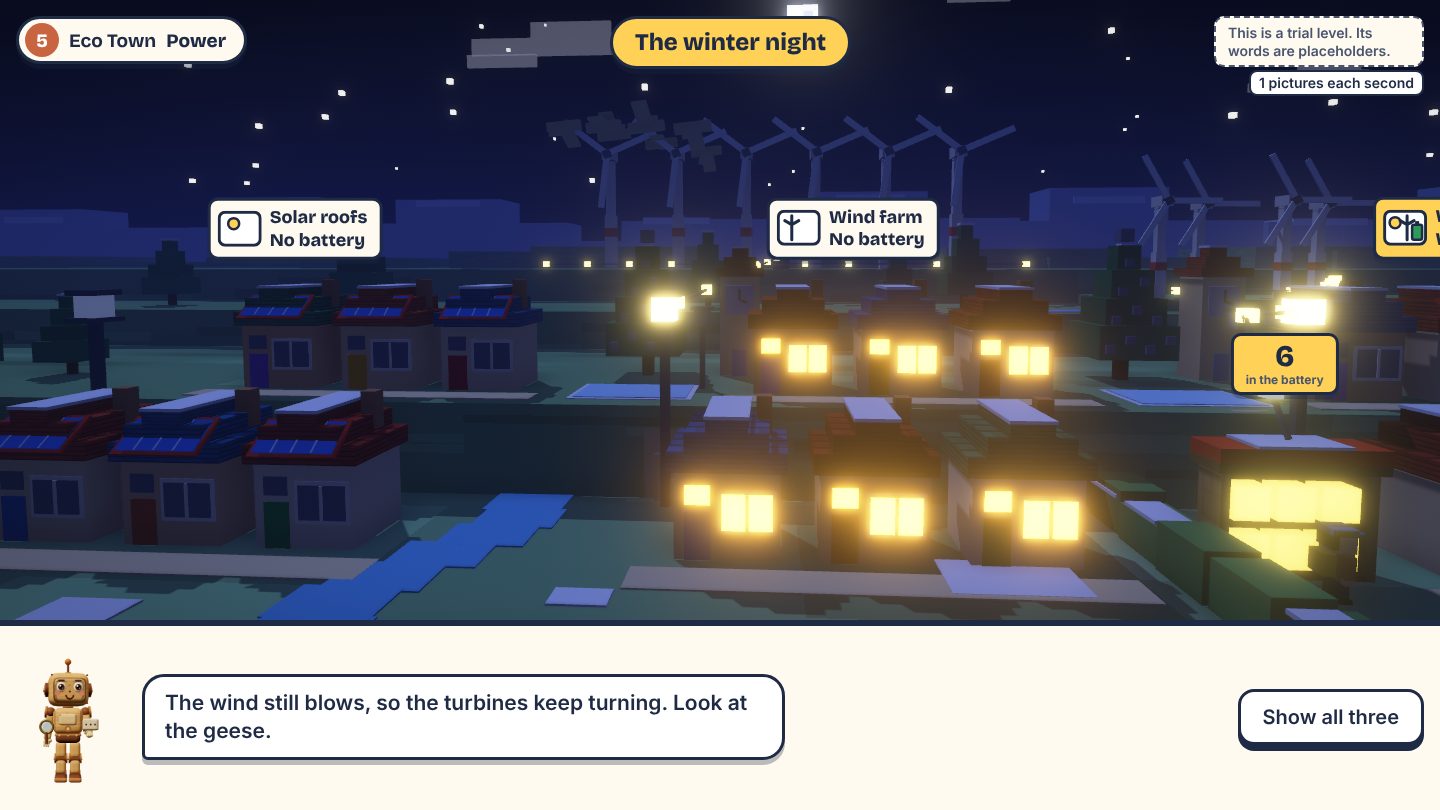 5 Eco Town Power
The winter night
This is a trial level. Its
words are placeholders.
1 pictures each second
Solar roofs
No battery
Wind farm
No battery
6
in the battery
The wind still blows, so the turbines keep turning. Look at
the geese.
Show all three